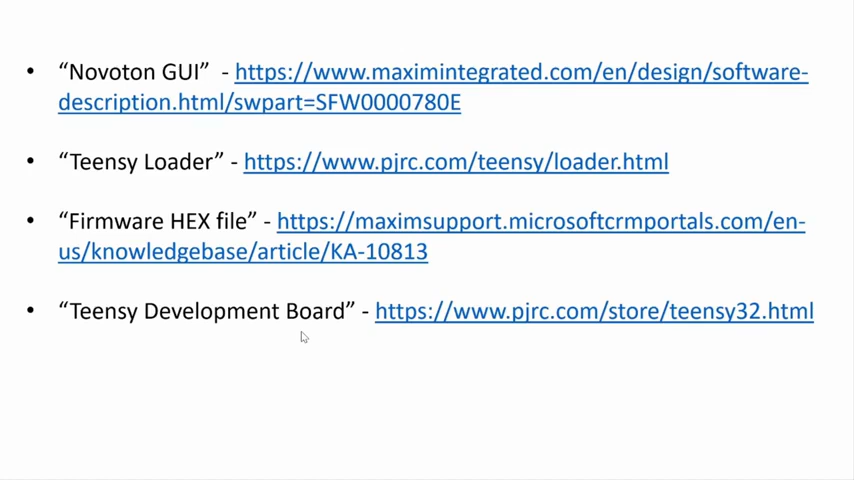 • “Novoton GUI” - https://www.maximintegrated.com/en/design/software-
description.html/swpart=SFW0000780E
• “Teensy Loader” - https://www.pjrc.com/teensy/loader.html
• “Firmware HEX file” - https://maximsupport.microsoftcrmportals.com/en-
us/knowledgebase/article/KA-10813
• “Teensy Development Board” - https://www.pjrc.com/store/teensy32.html